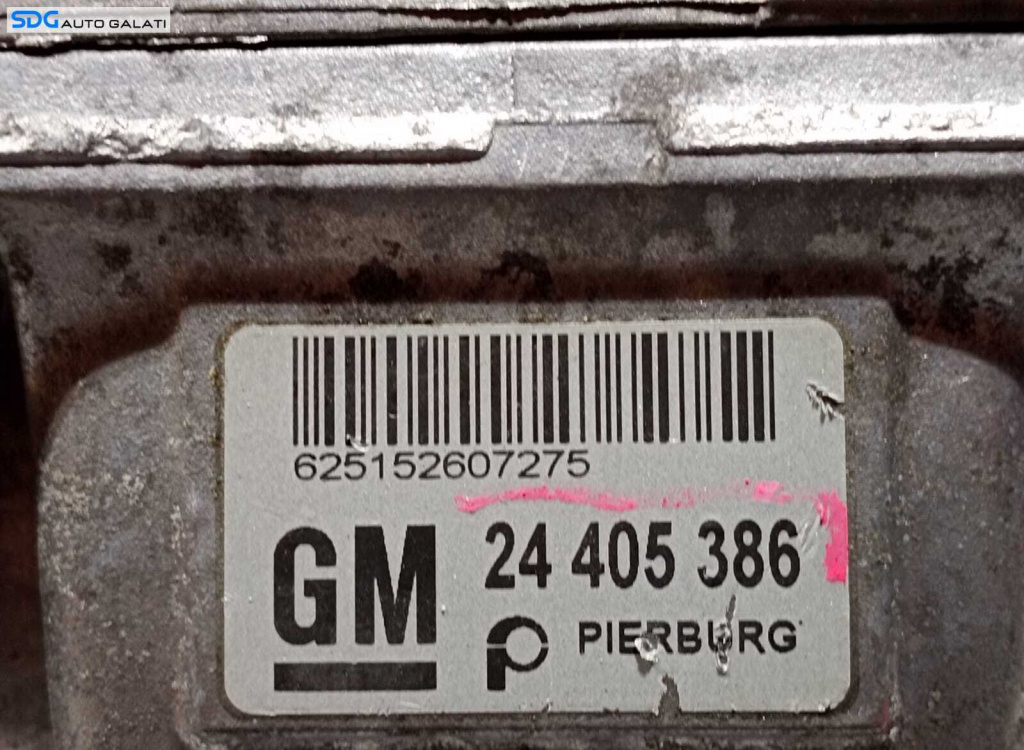 SDG AUTO GALATI
625152607275
GM 24 405 386
PIERBURG